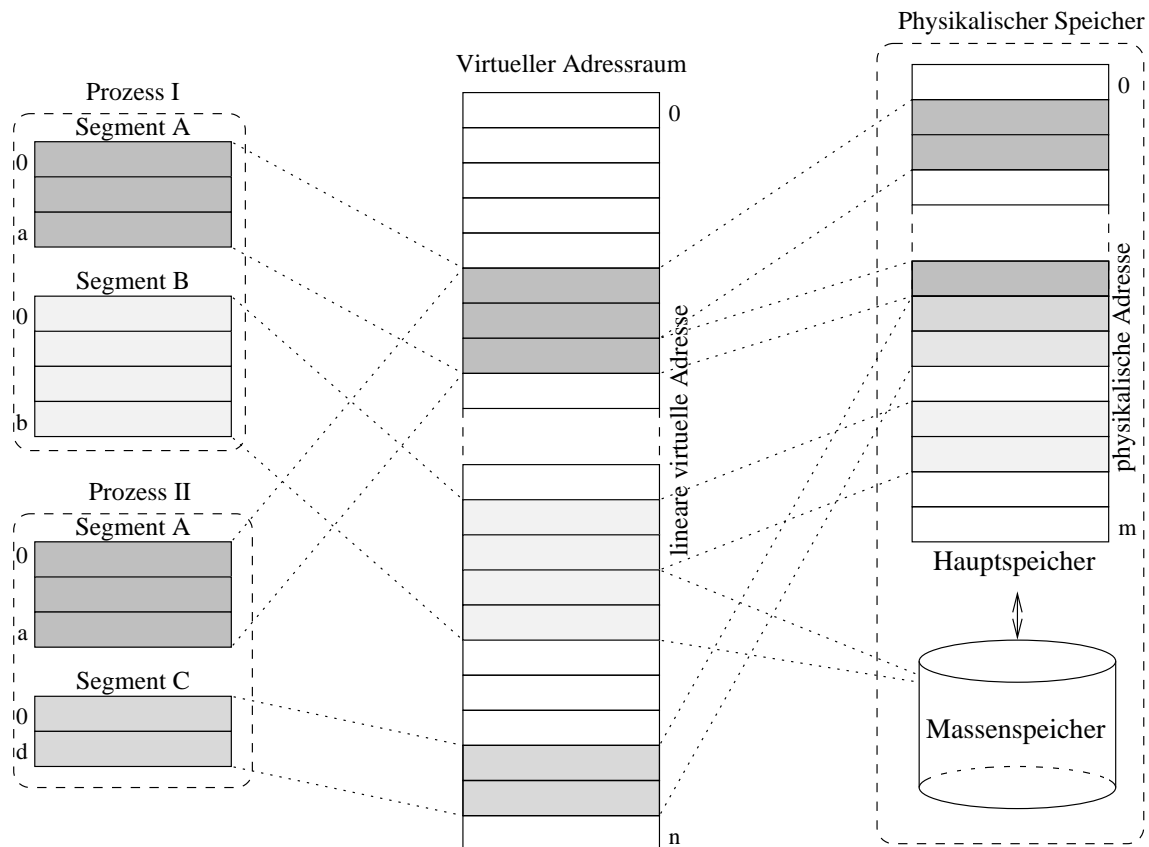 Prozess I
Segment A
0
a
Segment B
0
b
Prozess II
Segment A
0
a
Segment C
0
d
Virtueller Adressraum
0
lineare virtuelle Adresse
n
Physikalischer Speicher
0
physikalische Adresse
m
Hauptspeicher
Massenspeicher